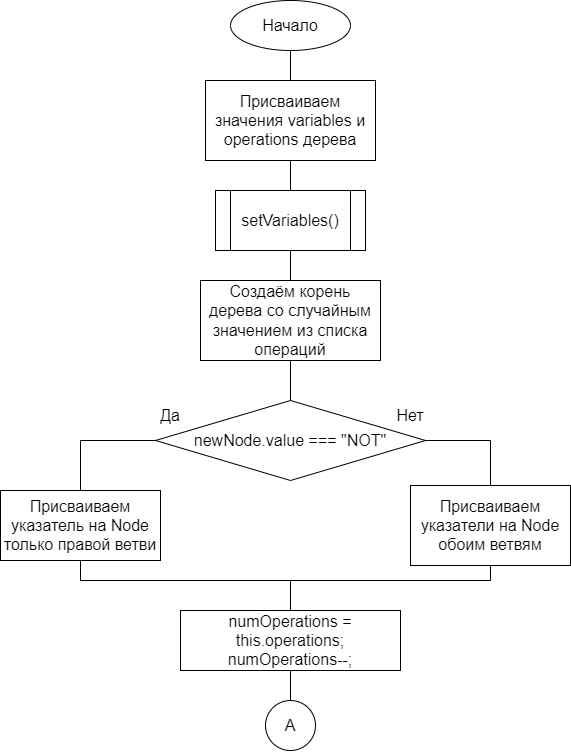 Начало
Присваиваем
значения variables и
operations дерева
setVariables()
Создаём корень
дерева со случайным
значением из списка
операций
Да
Нет
newNode.value === "NOT"
Присваиваем
указатель на Node
только правой ветви
Присваиваем
указатели на Node
обоим ветвям
numOperations =
this.operations;
numOperations--;
А